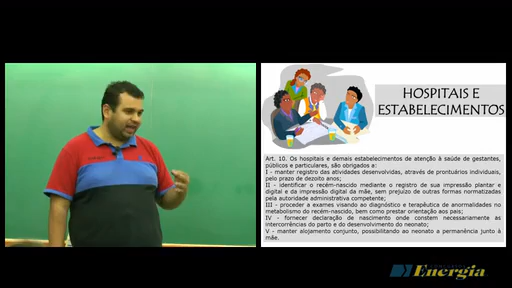 HOSPITAIS E
ESTABELECIMENTOS
Art. 10. Os hospitais e demais estabelecimentos de atenção à saúde de gestantes,
públicos e particulares, são obrigados a:
I - manter registro das atividades desenvolvidas, através de prontuários individuais,
pelo prazo de dezoito anos;
II - identificar o recém-nascido mediante o registro de sua impressão plantar e
digital e da impressão digital da mãe, sem prejuízo de outras formas normatizadas
pela autoridade administrativa competente;
III - proceder a exames visando ao diagnóstico e terapêutica de anormalidades no
metabolismo do recém-nascido, bem como prestar orientação aos pais;
IV - fornecer declaração de nascimento onde constem necessariamente as
intercorrências do parto e do desenvolvimento do neonato;
V - manter alojamento conjunto, possibilitando ao neonato a permanência junto à
mãe.
Energia